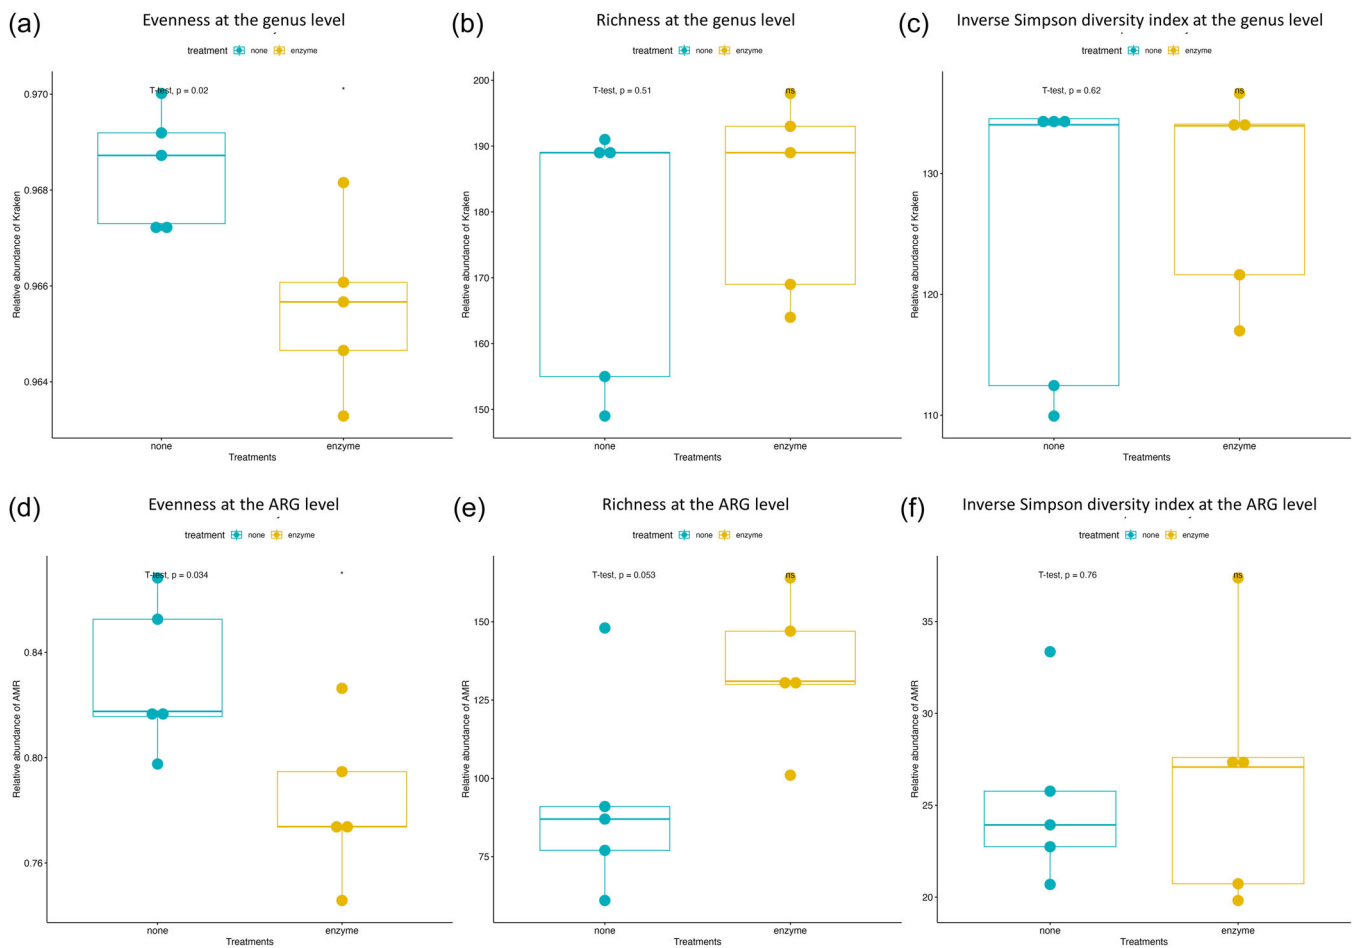 (a) Evenness at the genus level
treatment none enzyme
T-test, p = 0.02 *
0.970
0.968
0.966
0.964
Relative abundance of Kraken
none enzyme
Treatments
(b) Richness at the genus level
treatment none enzyme
T-test, p = 0.51 ns
200
190
180
170
160
150
Relative abundance of Kraken
none enzyme
Treatments
(c) Inverse Simpson diversity index at the genus level
treatment none enzyme
T-test, p = 0.62 ns
130
120
110
Relative abundance of Kraken
none enzyme
Treatments
(d) Evenness at the ARG level
treatment none enzyme
T-test, p = 0.034 *
0.84
0.80
0.76
Relative abundance of AMR
none enzyme
Treatments
(e) Richness at the ARG level
treatment none enzyme
T-test, p = 0.053 ns
150
125
100
75
Relative abundance of AMR
none enzyme
Treatments
(f) Inverse Simpson diversity index at the ARG level
treatment none enzyme
T-test, p = 0.76 ns
35
30
25
20
Relative abundance of AMR
none enzyme
Treatments